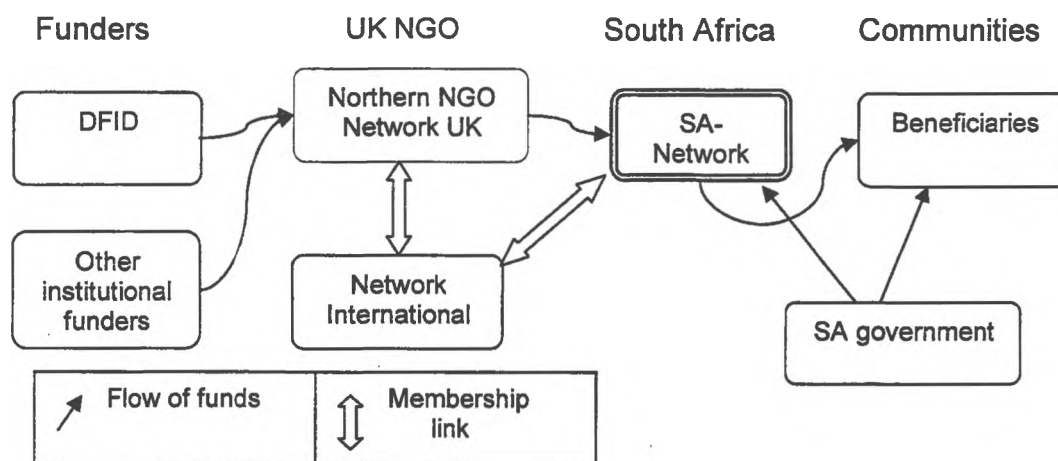 Funders
UK NGO
South Africa
Communities
DFID
Northern NGO
Network UK
SA-
Network
Beneficiaries
Other
institutional
funders
Network
International
SA government
Flow of funds
Membership
link